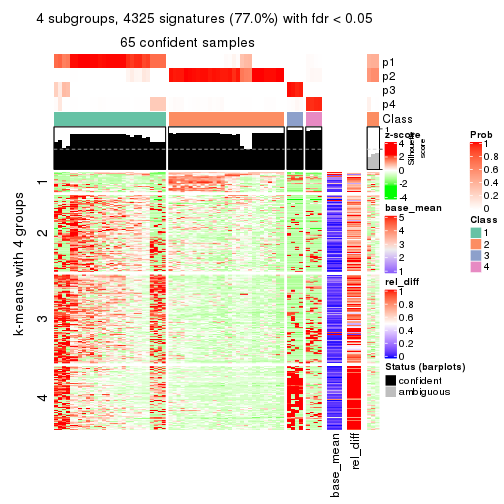 4 subgroups, 4325 signatures (77.0%) with fdr < 0.05
65 confident samples
p1
p2
p3
p4
Class
1
Silhouette score
k-means with 4 groups
1
2
3
4
base_mean
rel_diff
z-score
4
2
0
-2
-4
base_mean
5
4
3
2
1
rel_diff
1
0.8
0.6
0.4
0.2
0
Status (barplots)
confident
ambiguous
Prob
1
0.8
0.6
0.4
0.2
0
Class
1
2
3
4